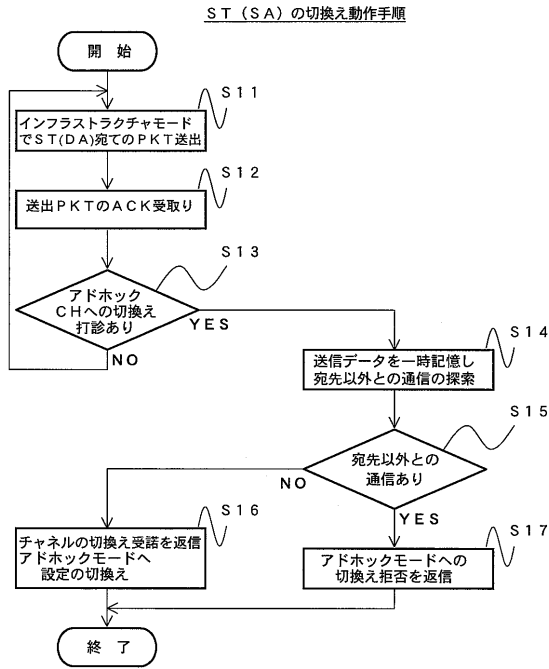 ST(SA)の切換え動作手順
開 始
S11
インフラストラクチャモード
でST(DA)宛てのPKT送出
S12
送出PKTのACK受取り
S13
アドホック
CHへの切換え
打診あり
YES
NO
S14
送信データを一時記憶し
宛先以外との通信の探索
S15
宛先以外との
通信あり
NO
YES
S16
チャネルの切換え受諾を返信
アドホックモードへ
設定の切換え
S17
アドホックモードへの
切換え拒否を返信
終 了